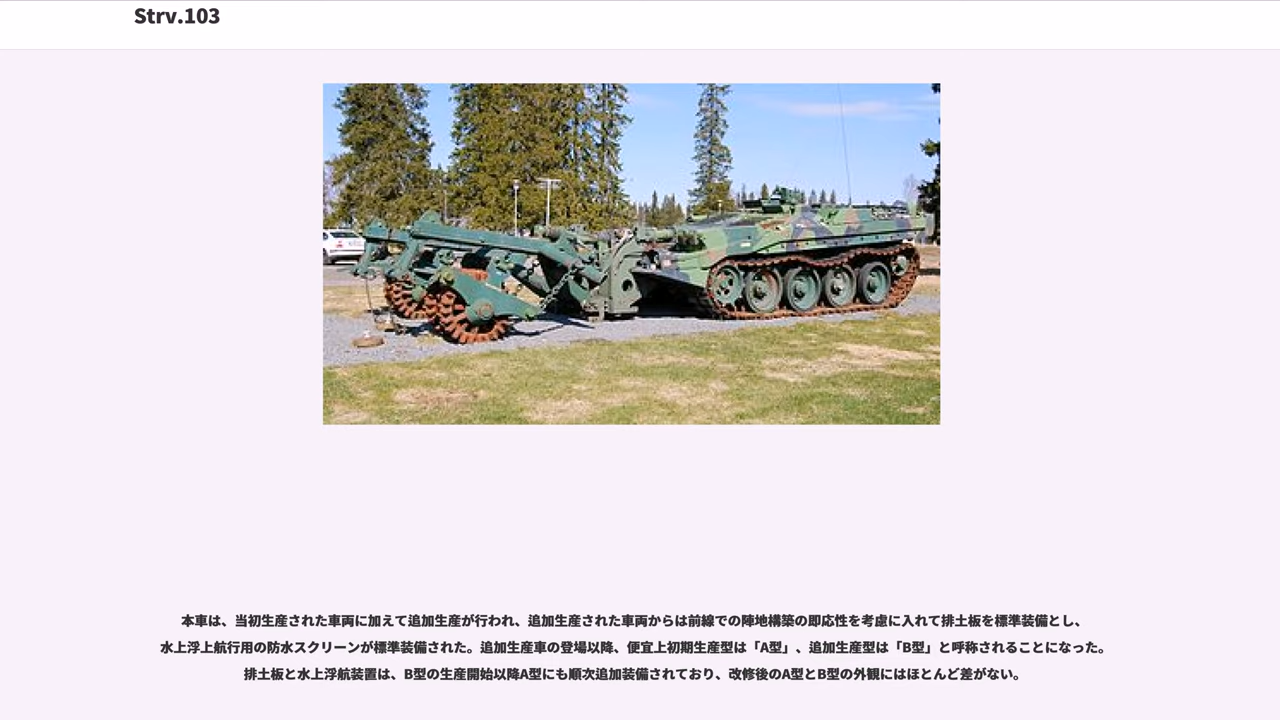 Strv.103
本車は、当初生産された車両に加えて追加生産が行われ、追加生産された車両からは前線での陣地構築の即応性を考慮に入れて排土板を標準装備とし、
水上浮上航行用の防水スクリーンが標準装備された。追加生産車の登場以降、便宜上初期生産型は「A型」、追加生産型は「B型」と呼称されることになった。
排土板と水上浮航装置は、B型の生産開始以降A型にも順次追加装備されており、改修後のA型とB型の外観にはほとんど差がない。